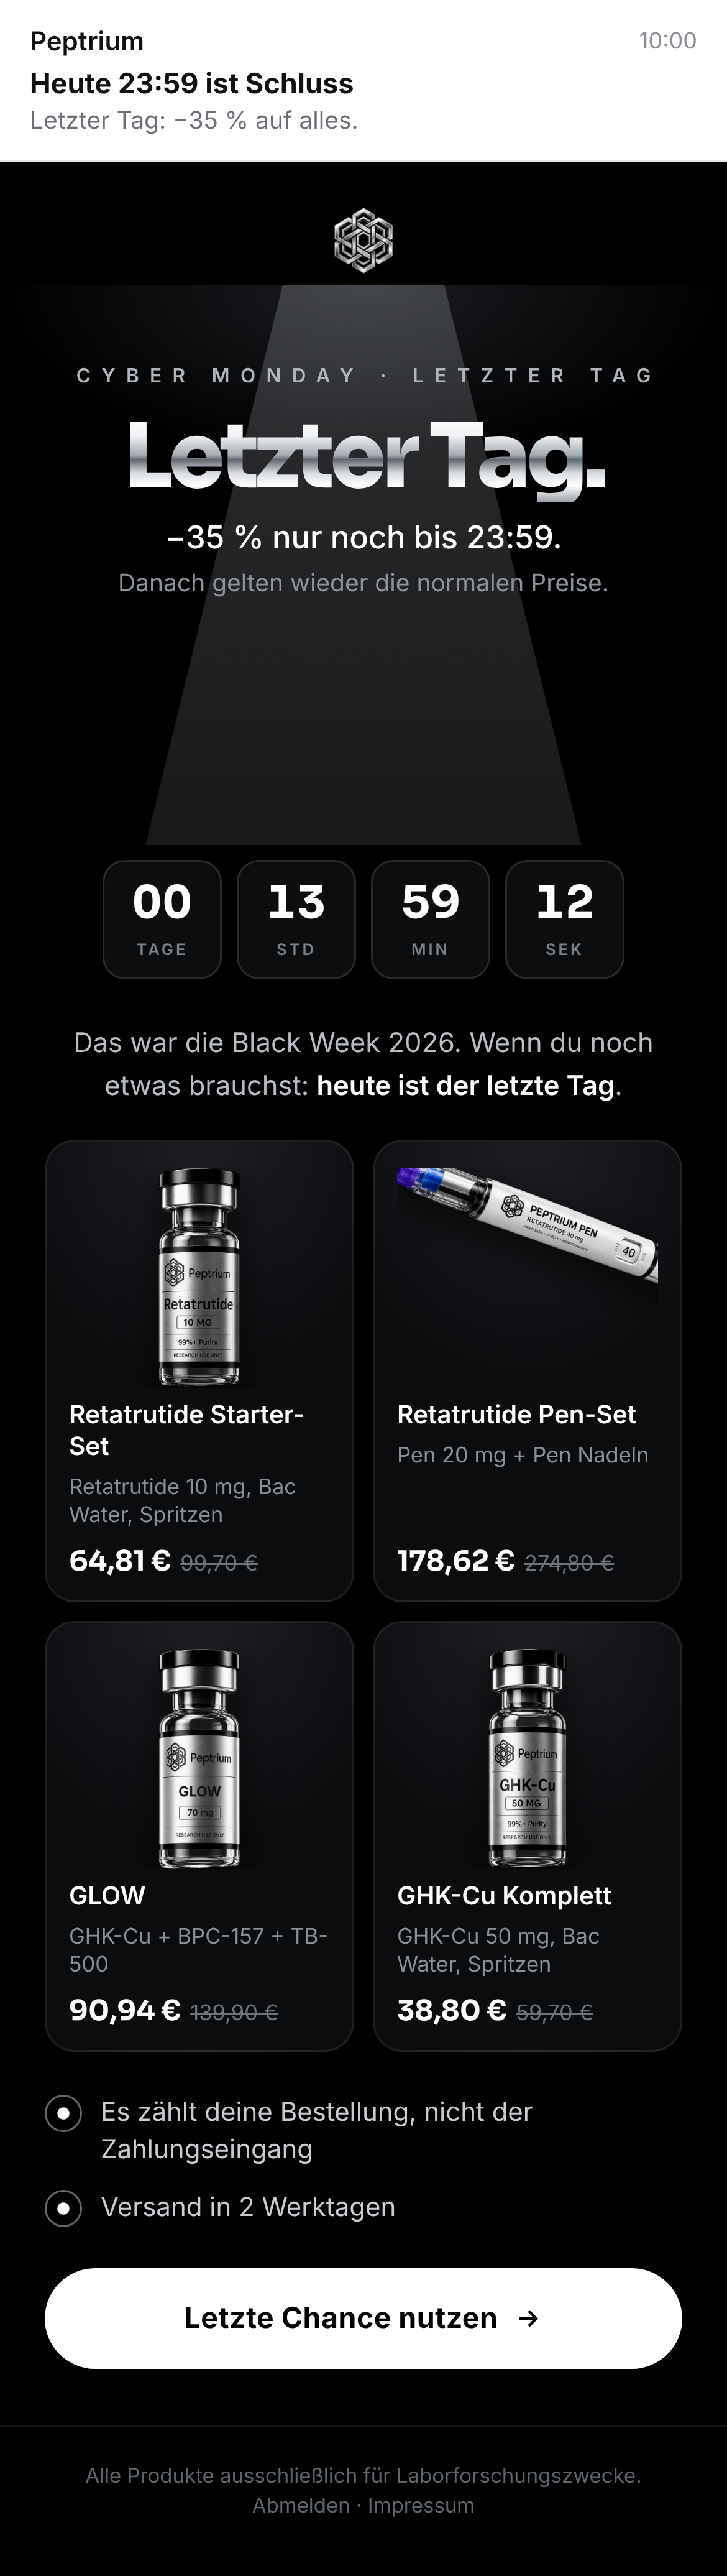 Peptrium
10:00
Heute 23:59 ist Schluss
Letzter Tag: −35 % auf alles.
CYBER MONDAY · LETZTER TAG
Letzter Tag.
−35 % nur noch bis 23:59.
Danach gelten wieder die normalen Preise.
00
TAGE
13
STD
59
MIN
12
SEK
Das war die Black Week 2026. Wenn du noch
etwas brauchst: heute ist der letzte Tag.
Peptrium
Retatrutide
10 MG
99%+ Purity
RESEARCH USE ONLY
Retatrutide Starter-
Set
Retatrutide 10 mg, Bac
Water, Spritzen
64,81 € 99,70 €
PEPTRIUM PEN
RETATRUTIDE 40 mg
40
Retatrutide Pen-Set
Pen 20 mg + Pen Nadeln
178,62 € 274,80 €
Peptrium
GLOW
70 mg
RESEARCH USE ONLY
GLOW
GHK-Cu + BPC-157 + TB-
500
90,94 € 139,90 €
Peptrium
GHK-Cu
50 MG
99%+ Purity
RESEARCH USE ONLY
GHK-Cu Komplett
GHK-Cu 50 mg, Bac
Water, Spritzen
38,80 € 59,70 €
Es zählt deine Bestellung, nicht der
Zahlungseingang
Versand in 2 Werktagen
Letzte Chance nutzen →
Alle Produkte ausschließlich für Laborforschungszwecke.
Abmelden · Impressum